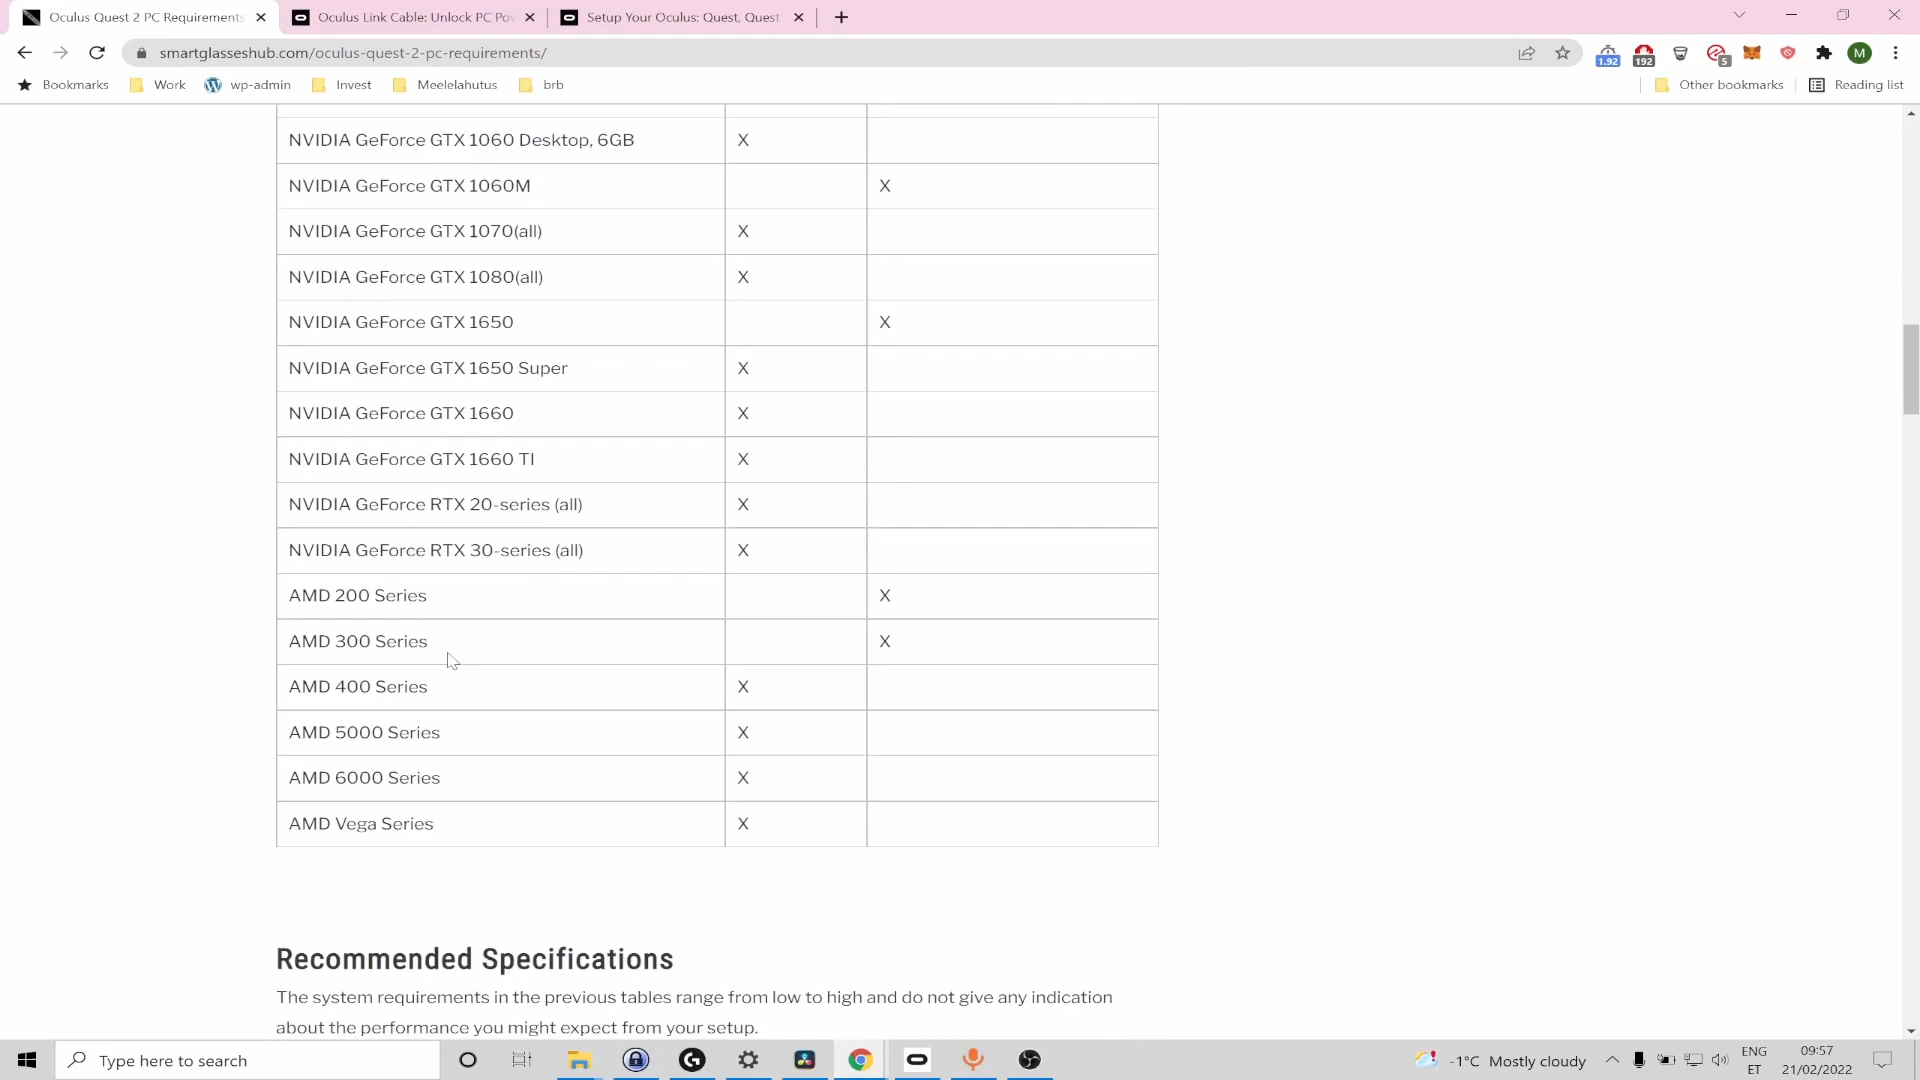 Oculus Quest 2 PC Requirements
Oculus Link Cable: Unlock PC Po
Setup Your Oculus: Quest, Quest
smartglasseshub.com/oculus-quest-2-pc-requirements/
1.92
192
5
M
Bookmarks
Work
wp-admin
Invest
Meelelahutus
brb
Other bookmarks
Reading list
NVIDIA GeForce GTX 1060 Desktop, 6GB X
NVIDIA GeForce GTX 1060M X
NVIDIA GeForce GTX 1070(all) X
NVIDIA GeForce GTX 1080(all) X
NVIDIA GeForce GTX 1650 X
NVIDIA GeForce GTX 1650 Super X
NVIDIA GeForce GTX 1660 X
NVIDIA GeForce GTX 1660 TI X
NVIDIA GeForce RTX 20-series (all) X
NVIDIA GeForce RTX 30-series (all) X
AMD 200 Series X
AMD 300 Series X
AMD 400 Series X
AMD 5000 Series X
AMD 6000 Series X
AMD Vega Series X
Recommended Specifications
The system requirements in the previous tables range from low to high and do not give any indication
about the performance you might expect from your setup.
Type here to search
-1°C Mostly cloudy
ENG
ET
09:57
21/02/2022